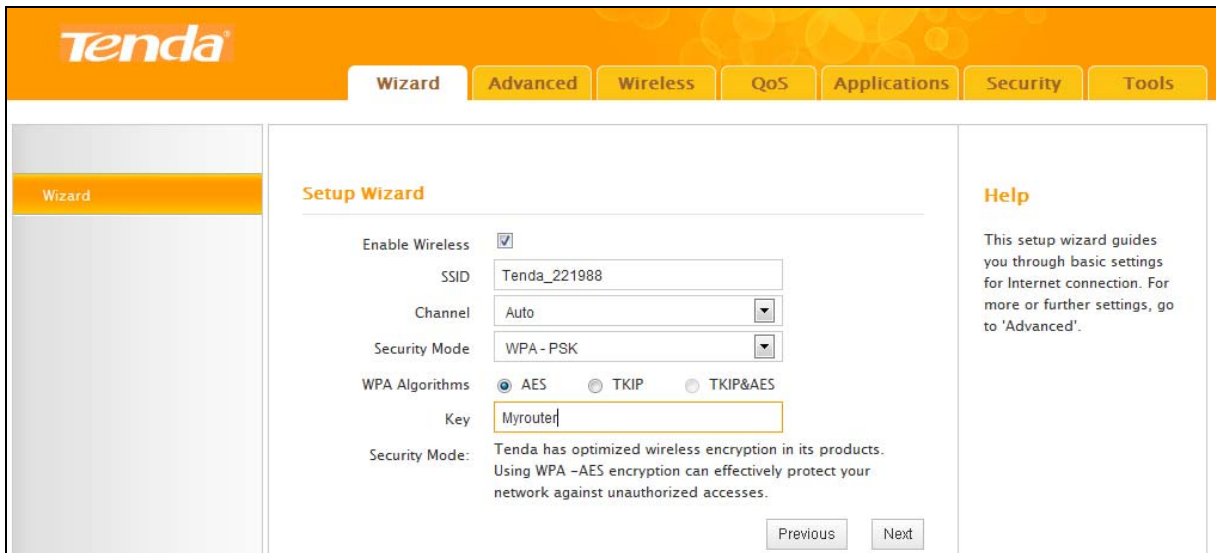 Tenda®
Wizard Advanced Wireless QoS Applications Security Tools
Wizard
Setup Wizard
Enable Wireless
SSID Tenda_221988
Channel Auto
Security Mode WPA - PSK
WPA Algorithms AES TKIP TKIP&AES
Key Myrouter
Security Mode: Tenda has optimized wireless encryption in its products.
Using WPA -AES encryption can effectively protect your
network against unauthorized accesses.
Previous Next
Help
This setup wizard guides
you through basic settings
for Internet connection. For
more or further settings, go
to 'Advanced'.